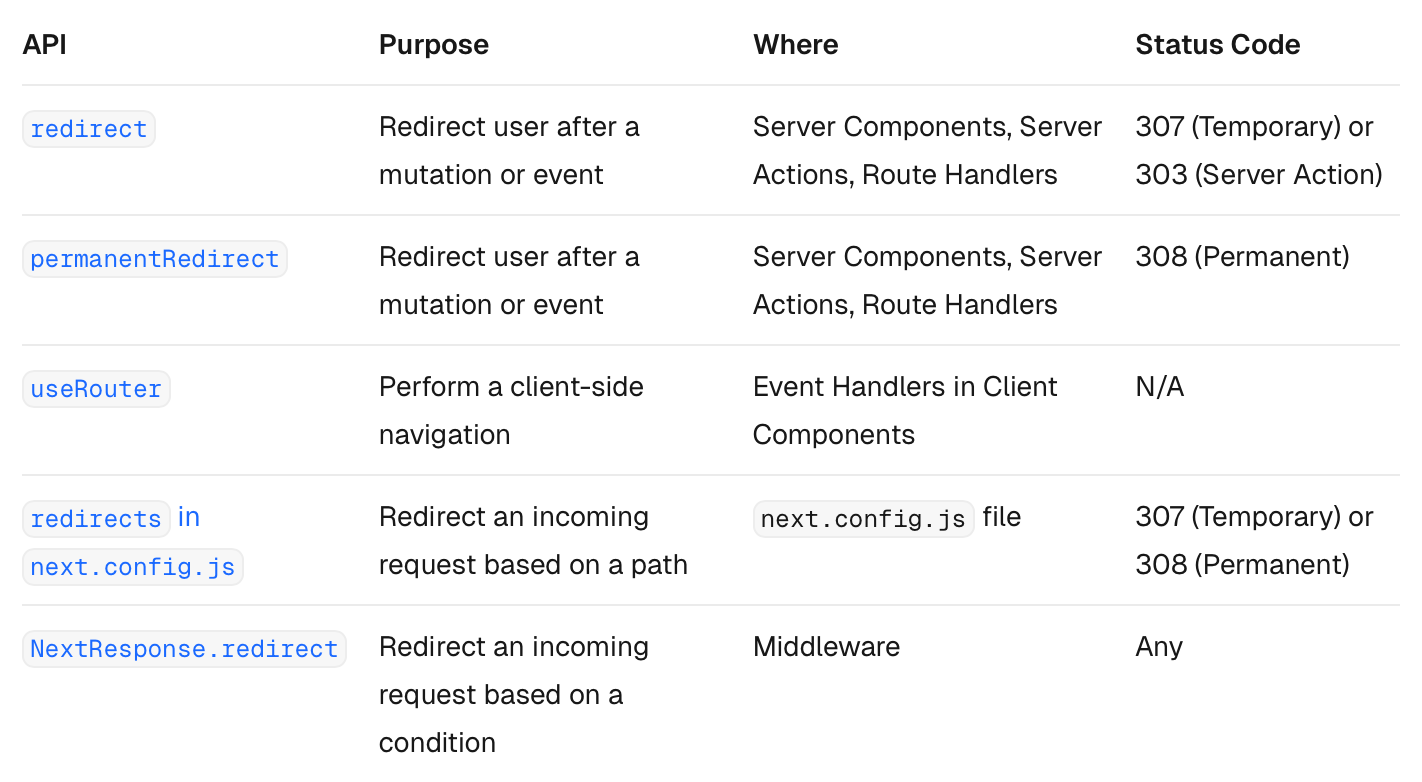 API Purpose Where Status Code
redirect Redirect user after a Server Components, Server 307 (Temporary) or
mutation or event Actions, Route Handlers 303 (Server Action)
permanentRedirect Redirect user after a Server Components, Server 308 (Permanent)
mutation or event Actions, Route Handlers
useRouter Perform a client-side Event Handlers in Client N/A
navigation Components
redirects in Redirect an incoming next.config.js file 307 (Temporary) or
next.config.js request based on a path 308 (Permanent)
NextResponse.redirect Redirect an incoming Middleware Any
request based on a
condition